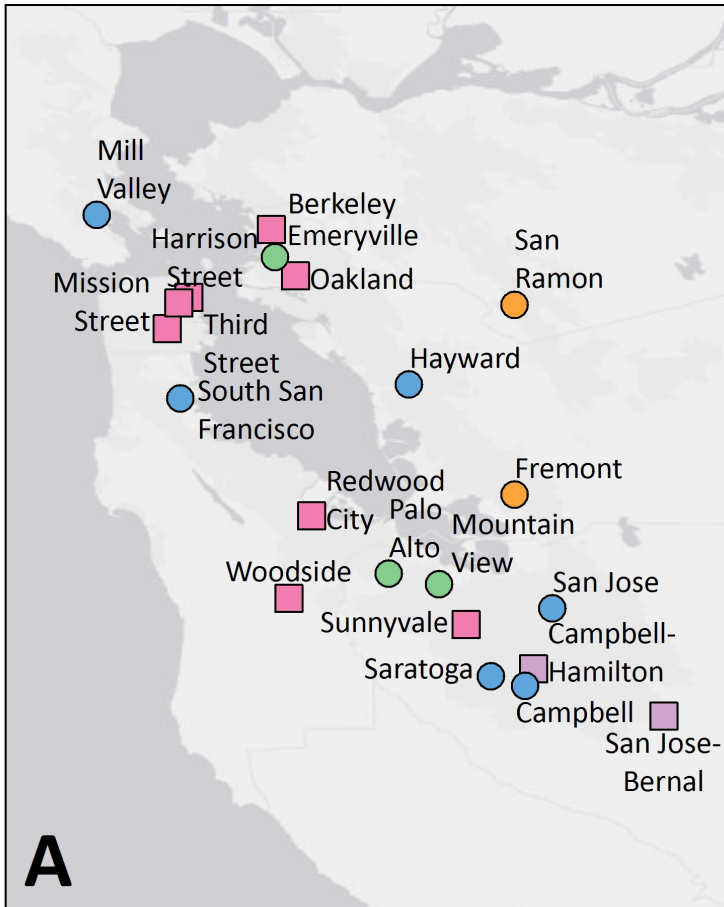 Mill
Valley
Berkeley
Harrison
Street
Emeryville
San
Ramon
Mission
Street
Oakland
Third
Street
Hayward
South San
Francisco
Fremont
Redwood
City
Palo
Alto
Mountain
View
Woodside
San Jose
Sunnyvale
Campbell-
Hamilton
Saratoga
Campbell
San Jose-
Bernal
A